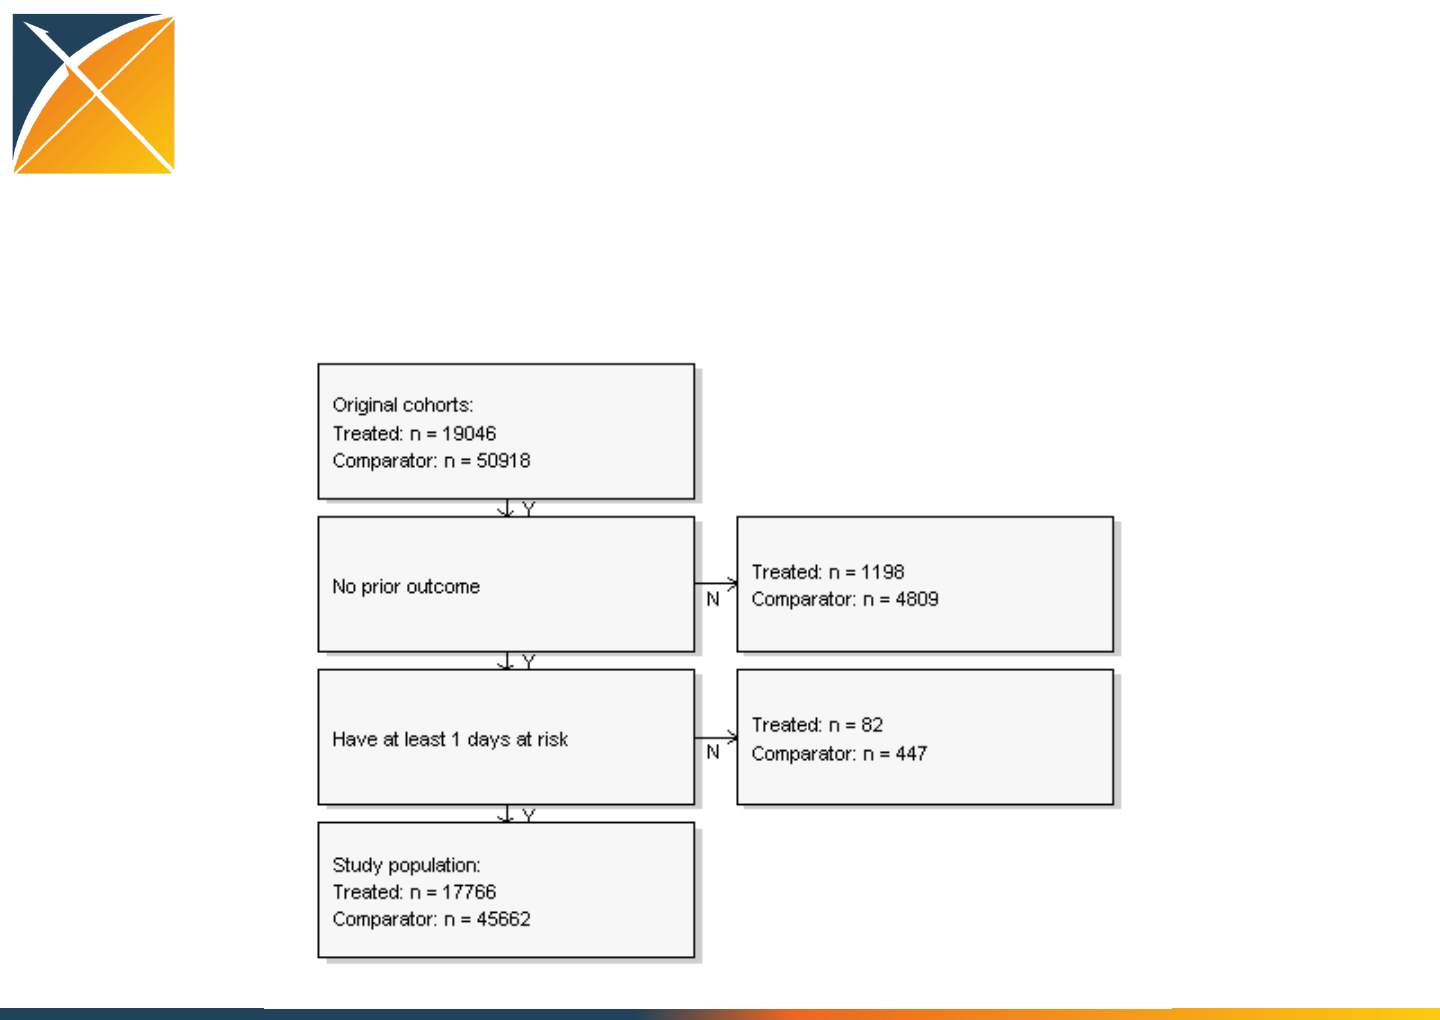 Original cohorts:
Treated: n = 19046
Comparator: n = 50918
Y
No prior outcome
N
Treated: n = 1198
Comparator: n = 4809
Y
Have at least 1 days at risk
N
Treated: n = 82
Comparator: n = 447
Y
Study population:
Treated: n = 17766
Comparator: n = 45662